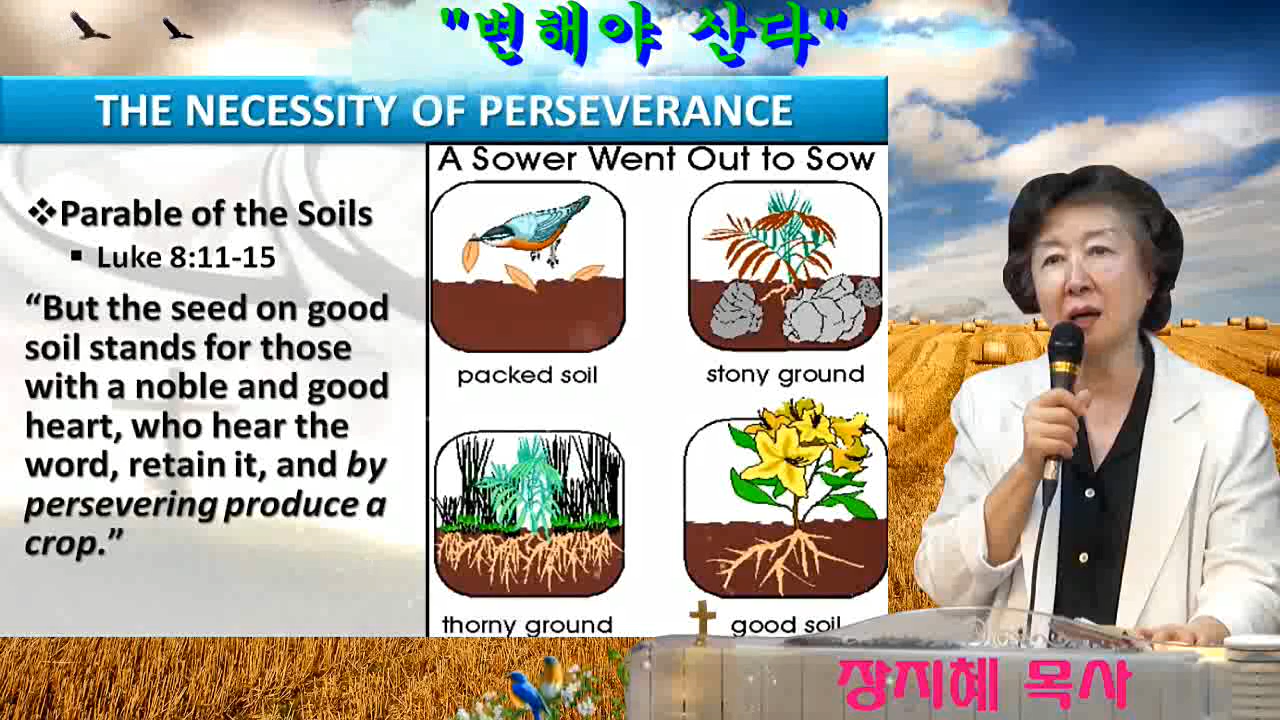 "변해야 산다"
THE NECESSITY OF PERSEVERANCE
❖Parable of the Soils
▪ Luke 8:11-15
“But the seed on good
soil stands for those
with a noble and good
heart, who hear the
word, retain it, and by
persevering produce a
crop.”
A Sower Went Out to Sow
packed soil
stony ground
thorny ground
good soil
장지혜 목사